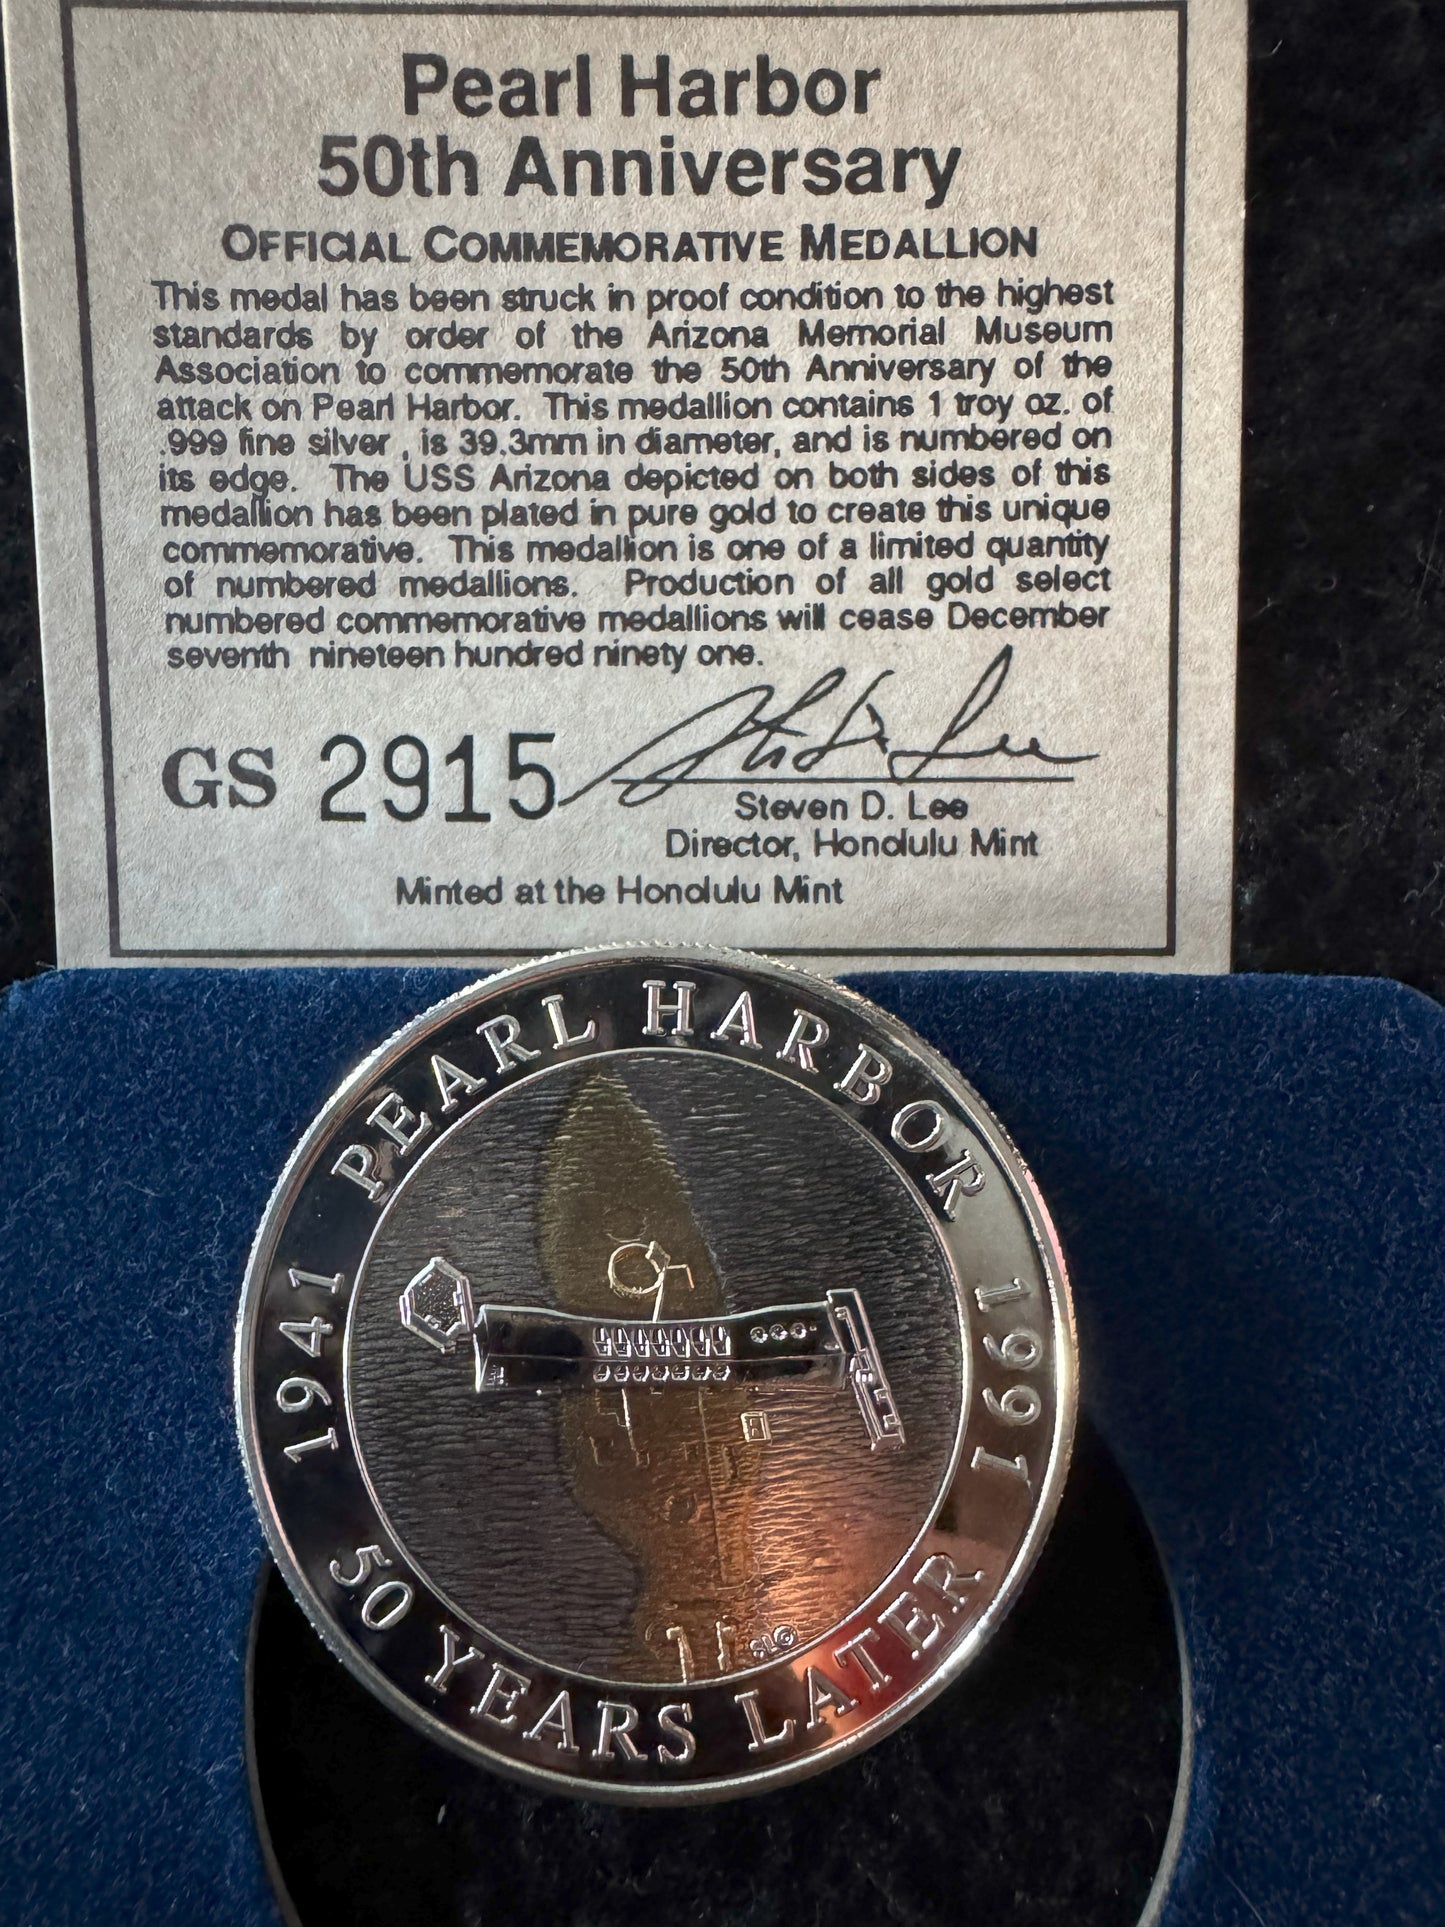 Pearl Harbor
50th Anniversary
OFFICIAL COMMEMORATIVE MEDALLION
This medal has been struck in proof condition to the highest
standards by order of the Arizona Memorial Museum
Association to commemorate the 50th Anniversary of the
attack on Pearl Harbor. This medallion contains 1 troy oz. of
.999 fine silver , is 39.3mm in diameter, and is numbered on
its edge. The USS Arizona depicted on both sides of this
medallion has been plated in pure gold to create this unique
commemorative. This medallion is one of a limited quantity
of numbered medallions. Production of all gold select
numbered commemorative medallions will cease December
seventh nineteen hundred ninety one.
GS 2915
Steven D. Lee
Director, Honolulu Mint
Minted at the Honolulu Mint
PEARL HARBOR
1941
1991
SL©
50 YEARS LATER